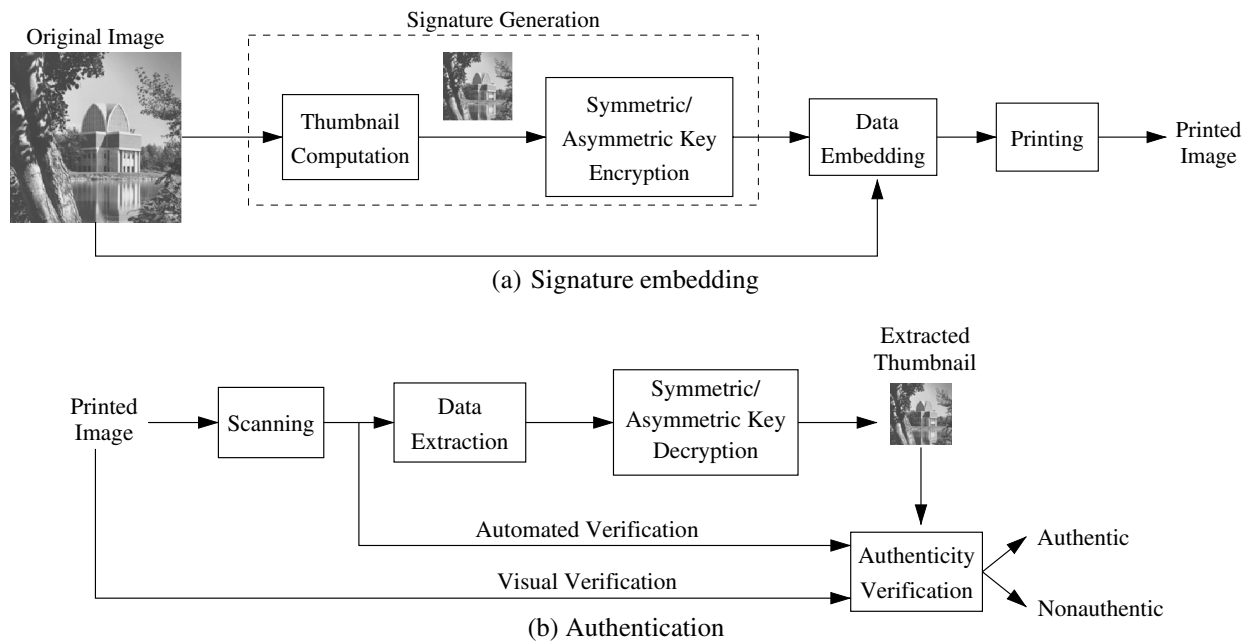 Signature Generation
Original Image
Thumbnail
Computation
Symmetric/
Asymmetric Key
Encryption
Data
Embedding
Printing
Printed
Image
(a) Signature embedding
Printed
Image
Scanning
Data
Extraction
Symmetric/
Asymmetric Key
Decryption
Extracted
Thumbnail
Automated Verification
Visual Verification
Authenticity
Verification
Authentic
Nonauthentic
(b) Authentication